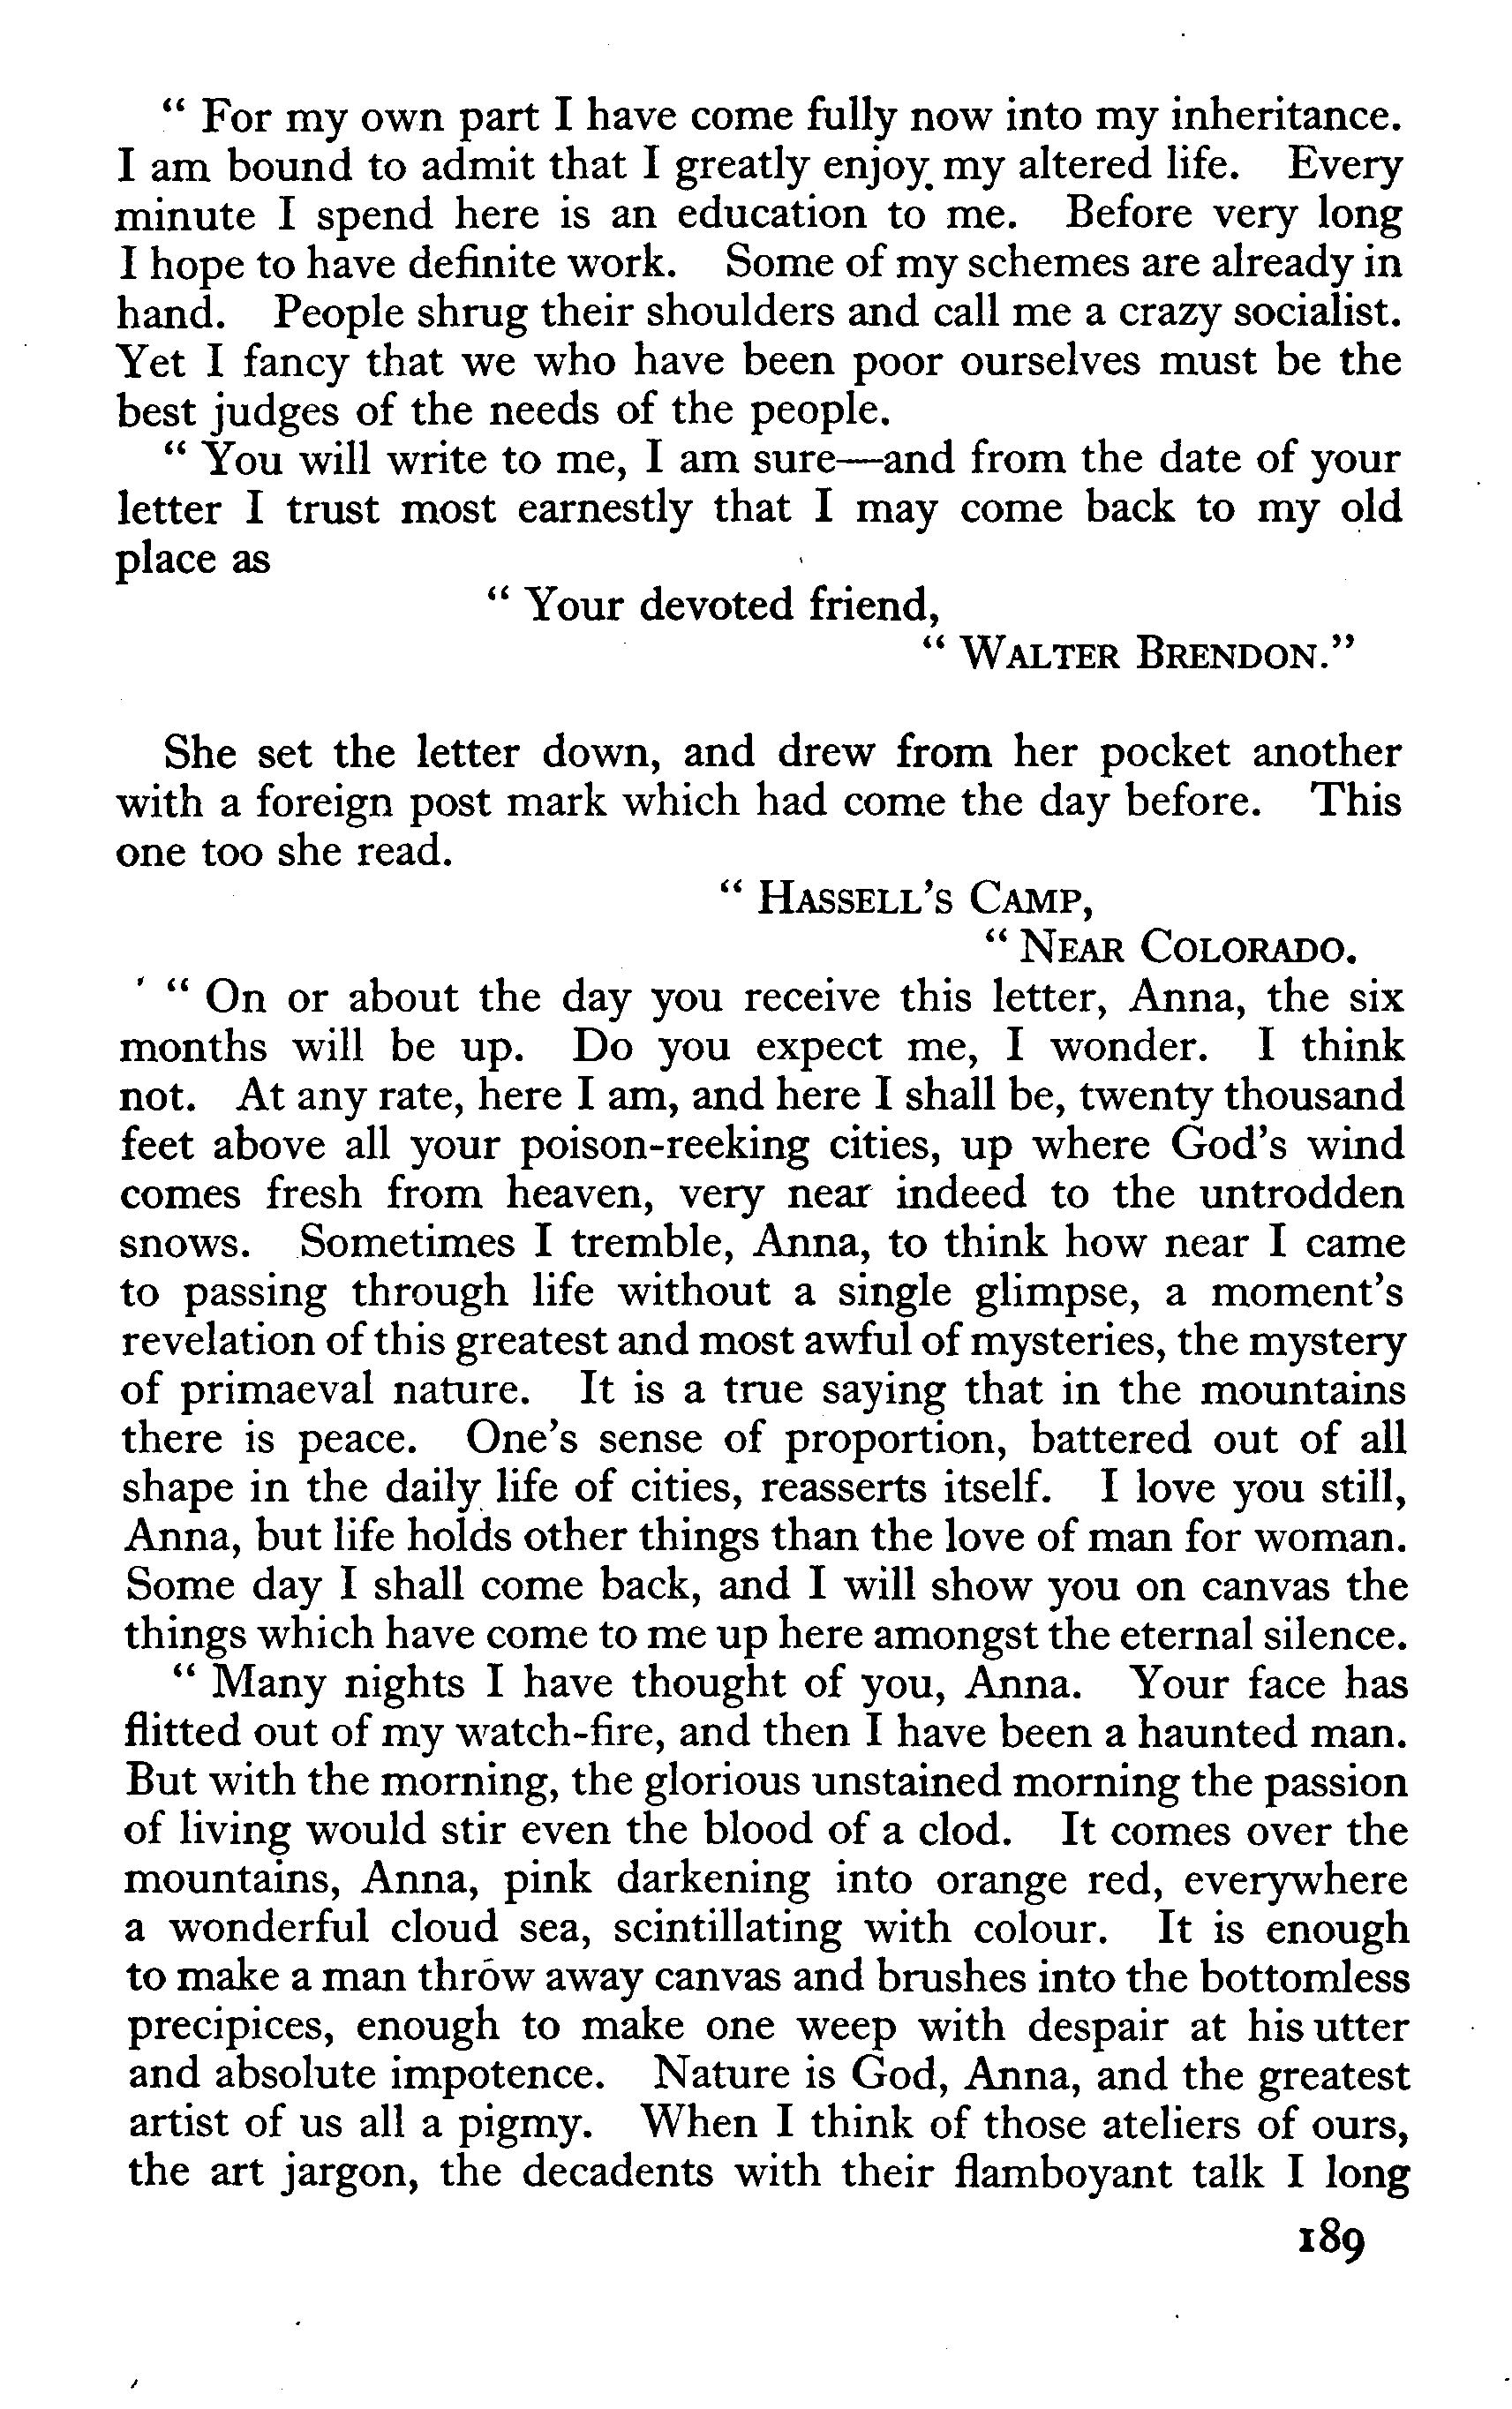 “ For my own part I have come fully now into my inheritance.
I am bound to admit that I greatly enjoy my altered life. Every
minute I spend here is an education to me. Before very long
I hope to have definite work. Some of my schemes are already in
hand. People shrug their shoulders and call me a crazy socialist.
Yet I fancy that we who have been poor ourselves must be the
best judges of the needs of the people.
“ You will write to me, I am sure—and from the date of your
letter I trust most earnestly that I may come back to my old
place as
“ Your devoted friend,
“ WALTER BRENDON.”
She set the letter down, and drew from her pocket another
with a foreign post mark which had come the day before. This
one too she read.
“ HASSELL’S CAMP,
“ NEAR COLORADO.
“ On or about the day you receive this letter, Anna, the six
months will be up. Do you expect me, I wonder. I think
not. At any rate, here I am, and here I shall be, twenty thousand
feet above all your poison-reeking cities, up where God’s wind
comes fresh from heaven, very near indeed to the untrodden
snows. Sometimes I tremble, Anna, to think how near I came
to passing through life without a single glimpse, a moment’s
revelation of this greatest and most awful of mysteries, the mystery
of primaeval nature. It is a true saying that in the mountains
there is peace. One’s sense of proportion, battered out of all
shape in the daily life of cities, reasserts itself. I love you still,
Anna, but life holds other things than the love of man for woman.
Some day I shall come back, and I will show you on canvas the
things which have come to me up here amongst the eternal silence.
“ Many nights I have thought of you, Anna. Your face has
flitted out of my watch-fire, and then I have been a haunted man.
But with the morning, the glorious unstained morning the passion
of living would stir even the blood of a clod. It comes over the
mountains, Anna, pink darkening into orange red, everywhere
a wonderful cloud sea, scintillating with colour. It is enough
to make a man throw away canvas and brushes into the bottomless
precipices, enough to make one weep with despair at his utter
and absolute impotence. Nature is God, Anna, and the greatest
artist of us all a pigmy. When I think of those ateliers of ours,
the art jargon, the decadents with their flamboyant talk I long
189